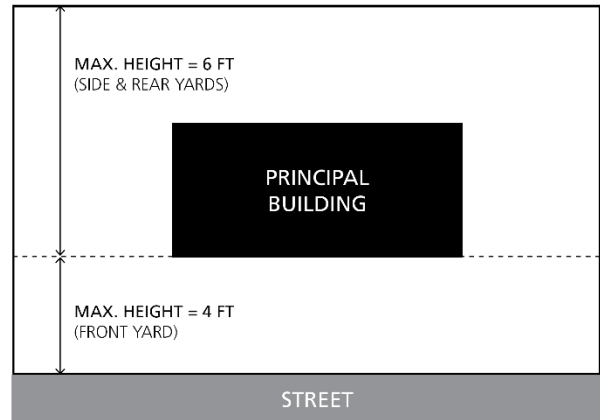 MAX. HEIGHT = 6 FT
(SIDE & REAR YARDS)
PRINCIPAL
BUILDING
MAX. HEIGHT = 4 FT
(FRONT YARD)
STREET